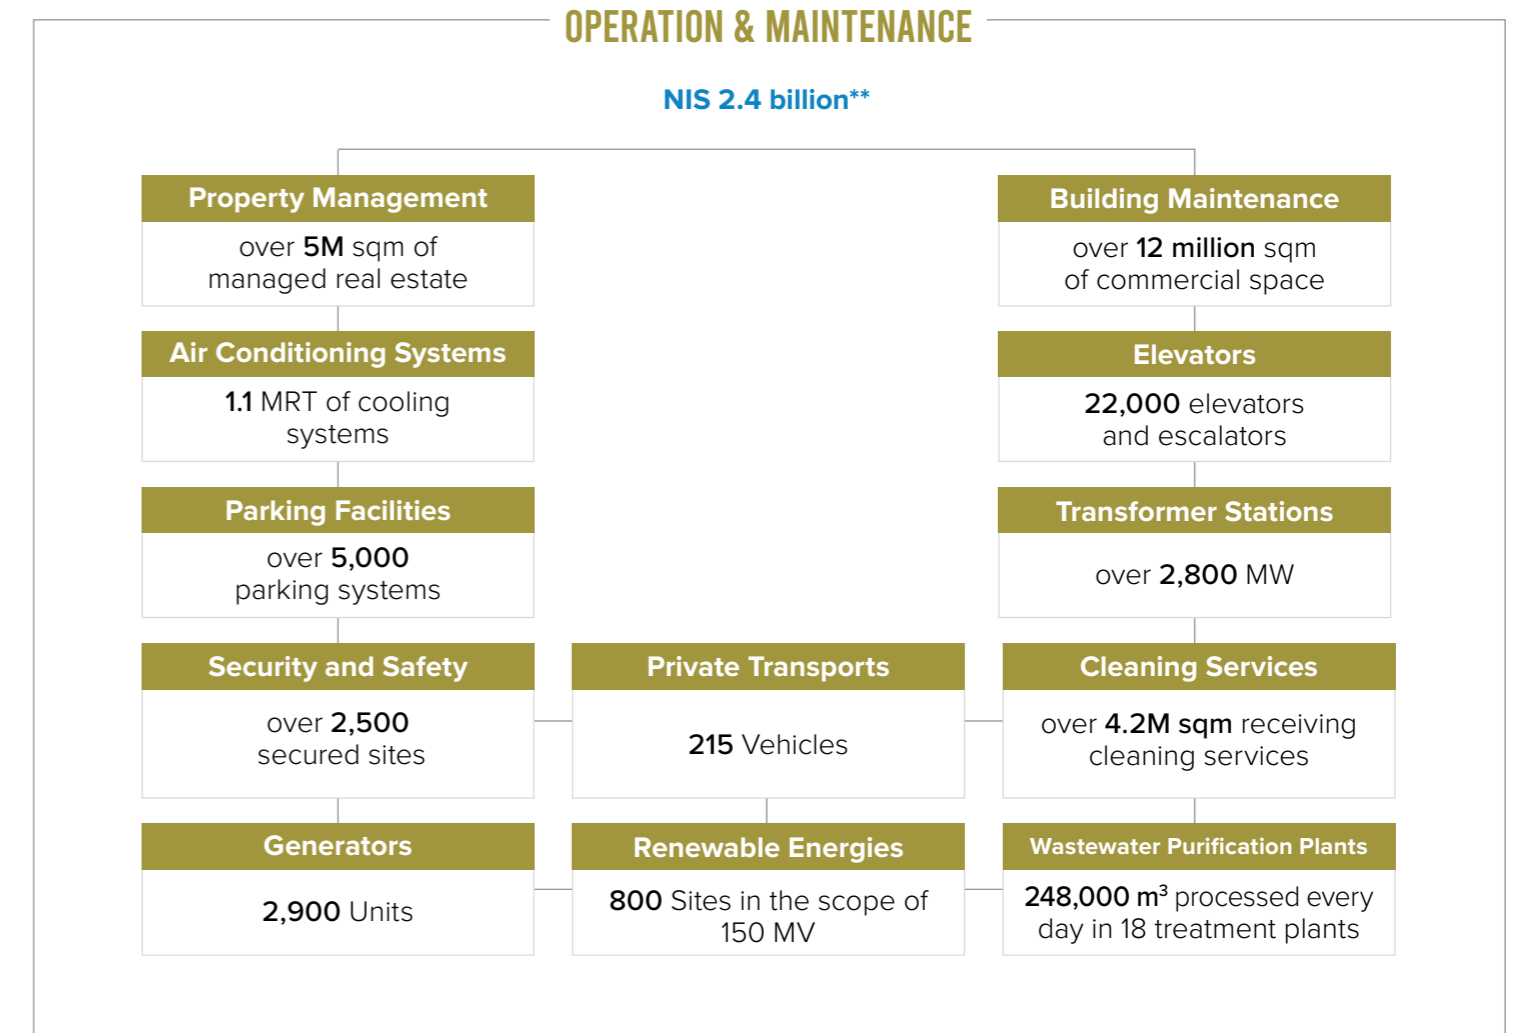 OPERATION & MAINTENANCE
NIS 2.4 billion**
Property Management
over 5M sqm of
managed real estate
Building Maintenance
over 12 million sqm
of commercial space
Air Conditioning Systems
1.1 MRT of cooling
systems
Elevators
22,000 elevators
and escalators
Parking Facilities
over 5,000
parking systems
Transformer Stations
over 2,800 MW
Security and Safety
over 2,500
secured sites
Private Transports
215 Vehicles
Cleaning Services
over 4.2M sqm receiving
cleaning services
Generators
2,900 Units
Renewable Energies
800 Sites in the scope of
150 MV
Wastewater Purification Plants
248,000 m³ processed every
day in 18 treatment plants